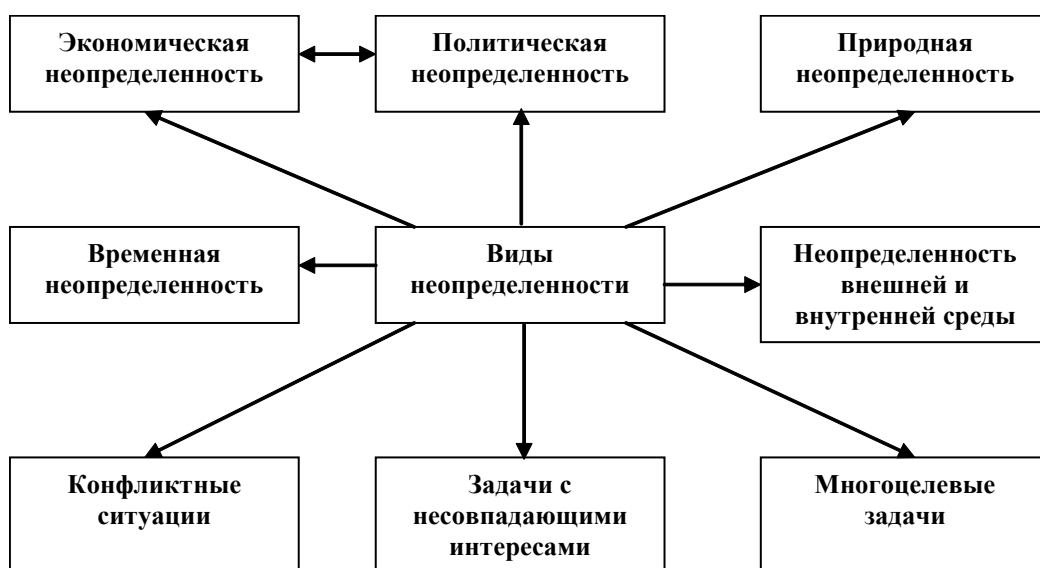 Экономическая
неопределенность
Политическая
неопределенность
Природная
неопределенность
Временная
неопределенность
Виды
неопределенности
Неопределенность
внешней и
внутренней среды
Конфликтные
ситуации
Задачи с
несовпадающими
интересами
Многоцелевые
задачи